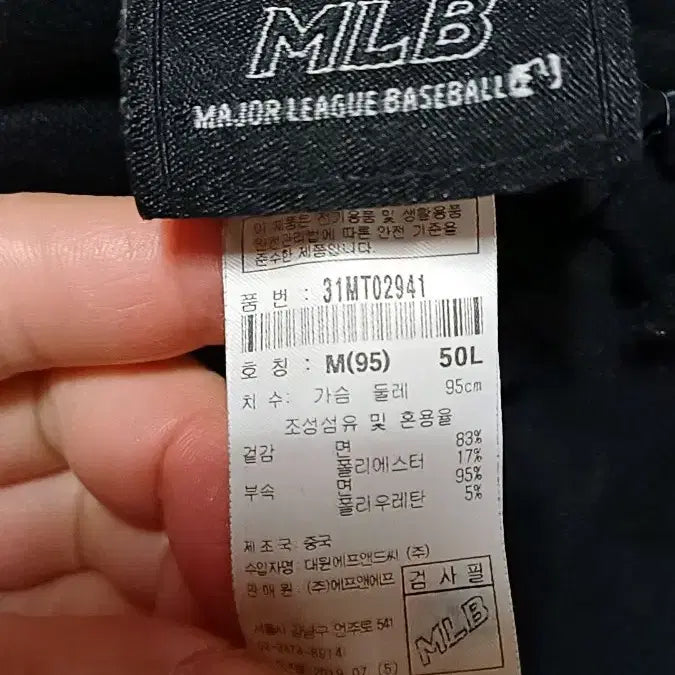 MLB
MAJOR LEAGUE BASEBALL
이 제품은 전기용품 및 생활용품
안전관리법에 따른 안전 기준을
준수한 제품입니다.
품 번 : 31MT02941
호 칭 : M(95) 50L
치 수: 가슴 둘레 95cm
조성섬유 및 혼용율
겉감 면 83%
폴리에스터 17%
부속 면 95%
폴리우레탄 5%
제 조 국: 중국
수입자명: 대원에프앤드씨 (주)
판 매 원 : (주)에프앤에프
검 사 필
MLB
서울시 강남구 언주로 541
2019.07 (5)